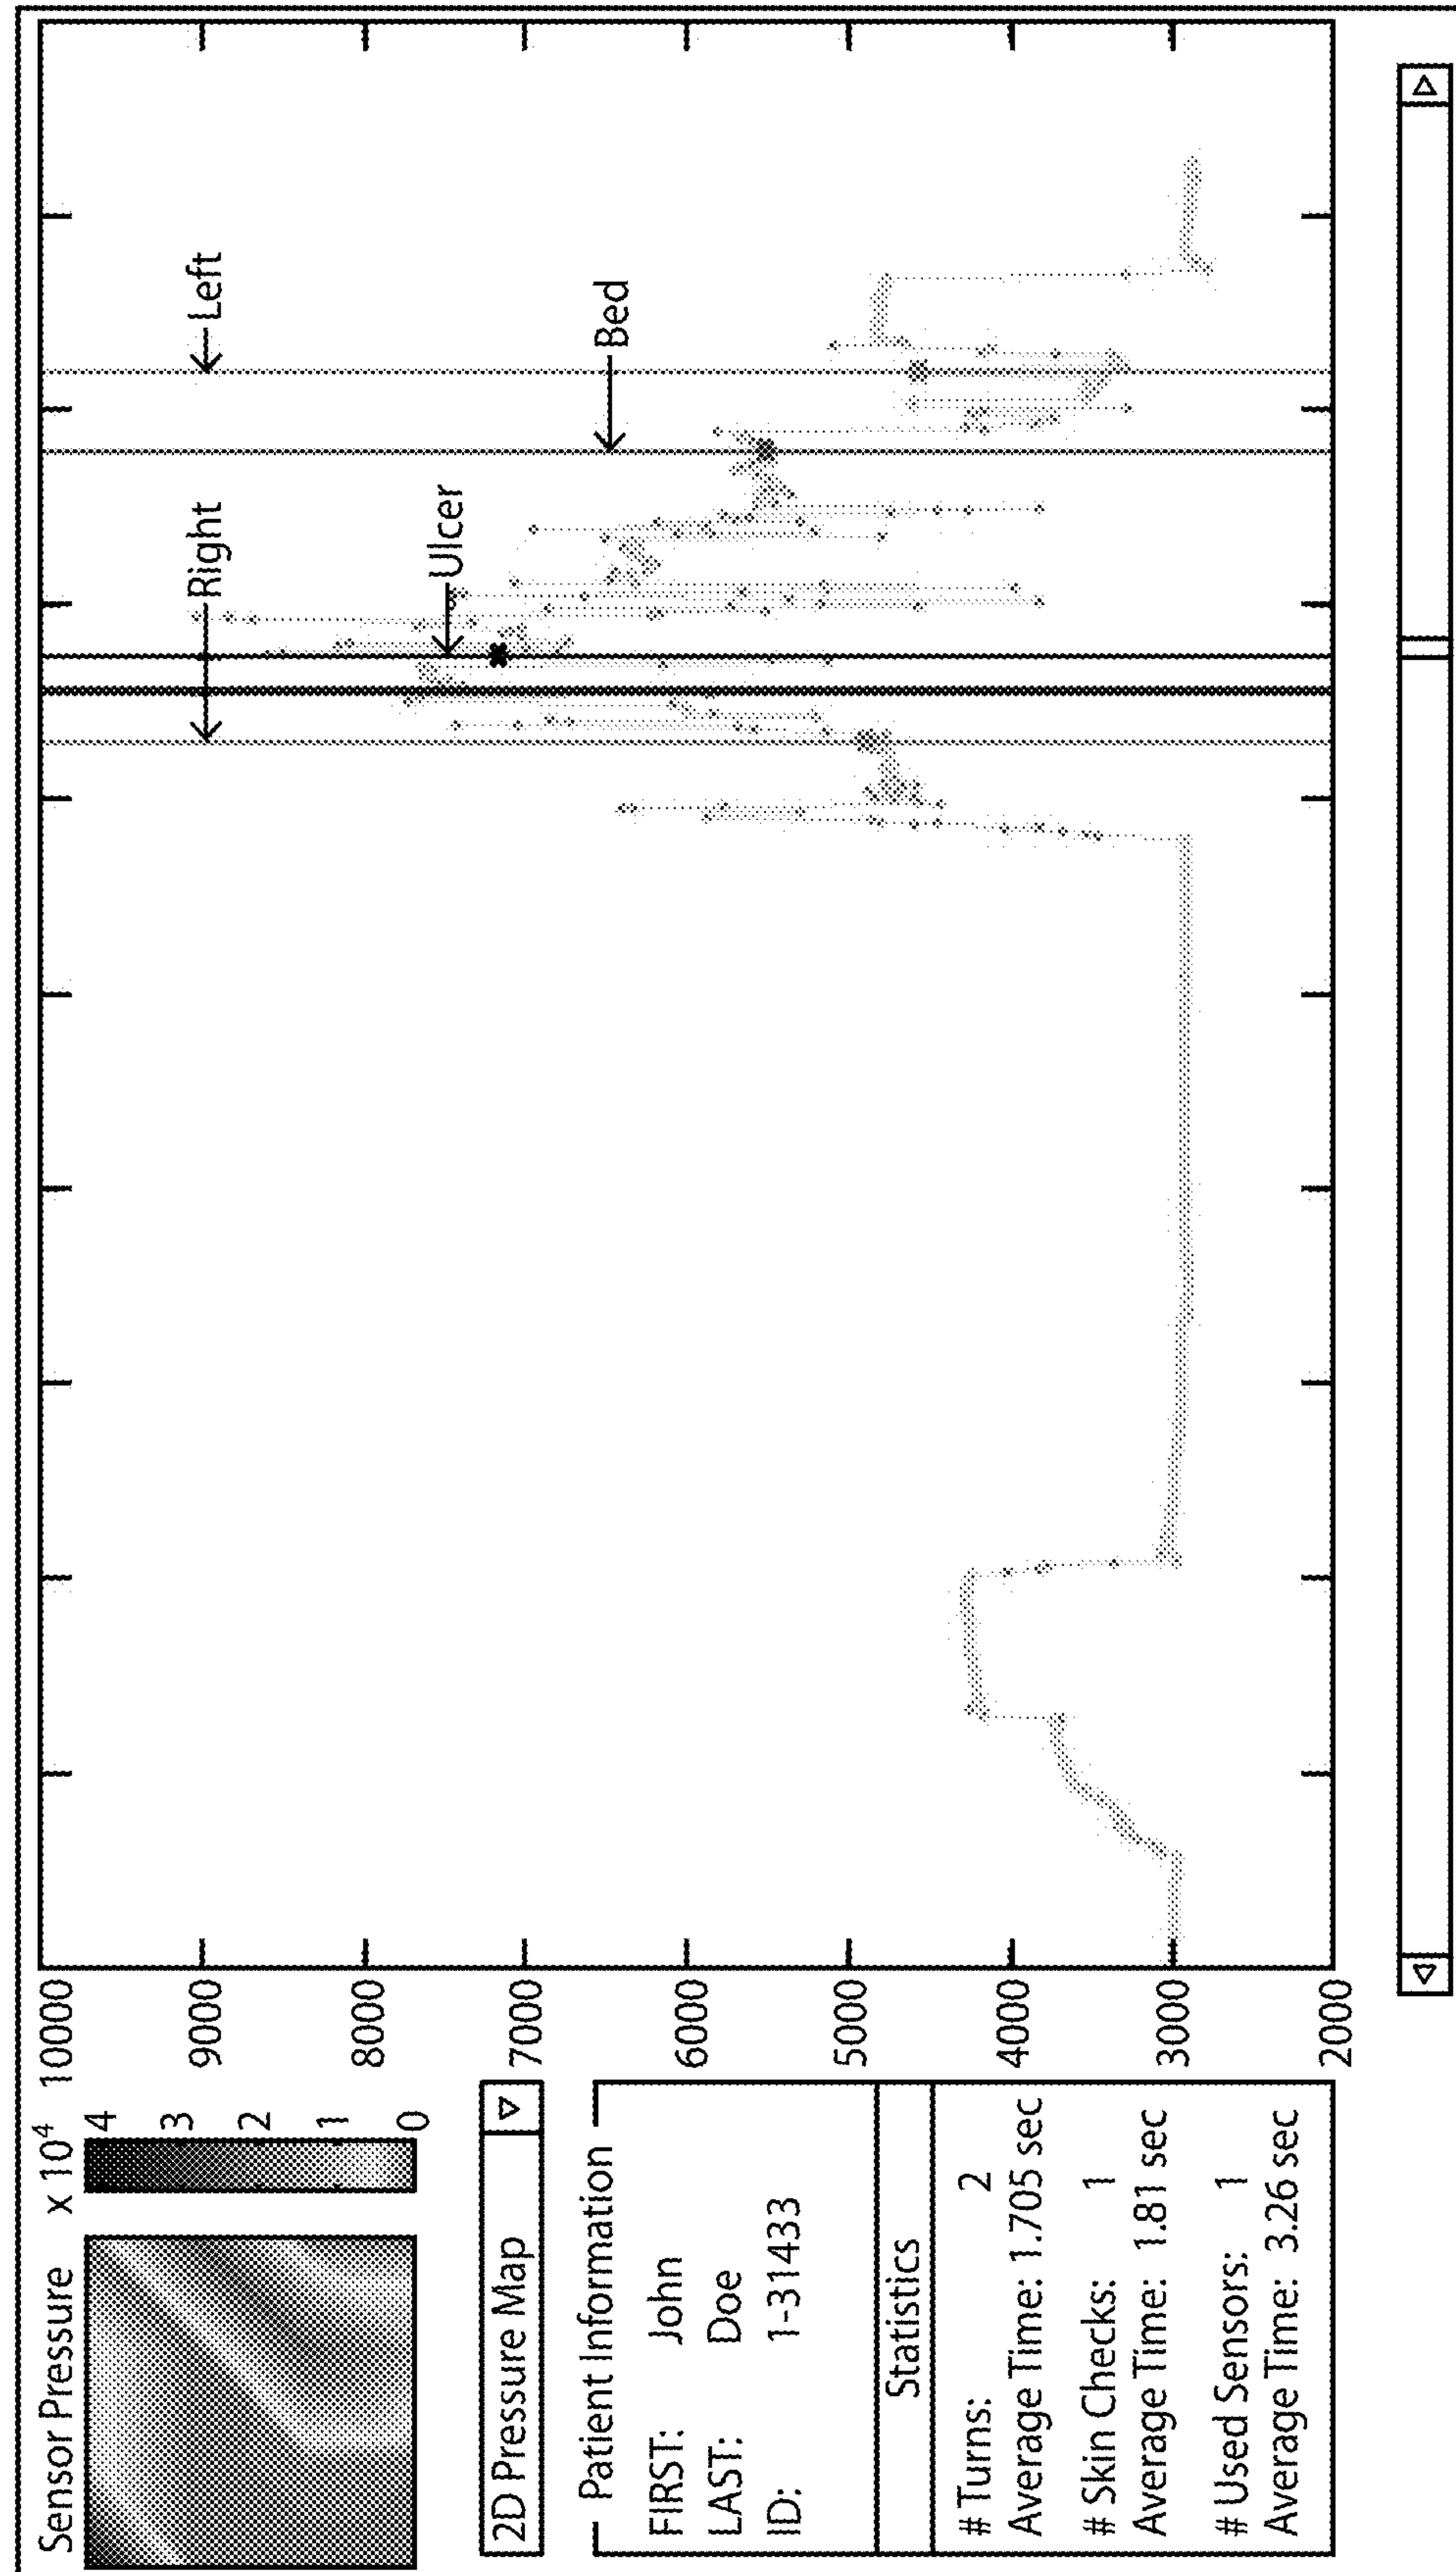 Sensor Pressure
x 10⁴
4
3
2
1
0
2D Pressure Map
Patient Information
FIRST: John
LAST: Doe
ID: 1-31433
Statistics
# Turns: 2
Average Time: 1.705 sec
# Skin Checks: 1
Average Time: 1.81 sec
# Used Sensors: 1
Average Time: 3.26 sec
10000
9000
8000
7000
6000
5000
4000
3000
2000
Right
Left
Ulcer
Bed